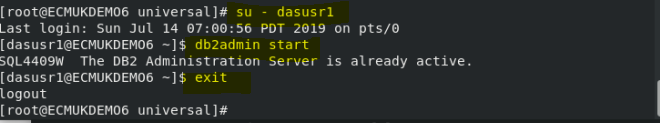 [root@ECMUKDEMO6 universal]# su - dasusr1
Last login: Sun Jul 14 07:00:56 PDT 2019 on pts/0
[dasusr1@ECMUKDEMO6 ~]$ db2admin start
SQL4409W  The DB2 Administration Server is already active.
[dasusr1@ECMUKDEMO6 ~]$ exit
logout
[root@ECMUKDEMO6 universal]#